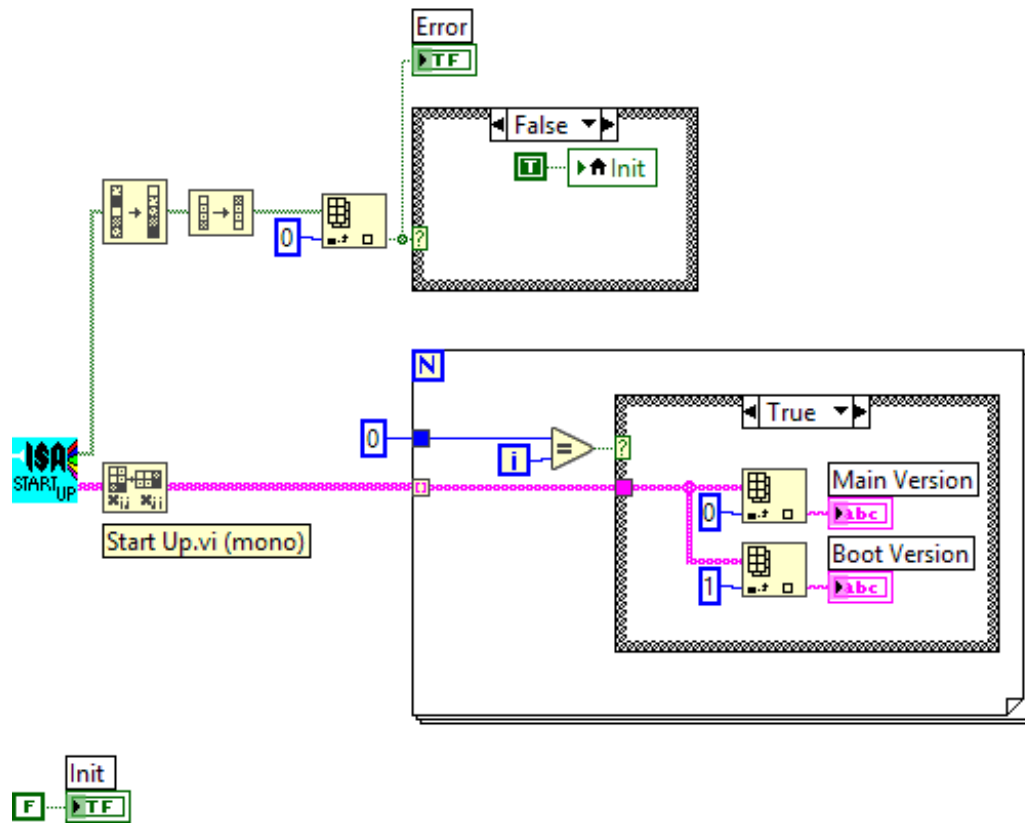 Error
TF
False
T
Init
0
?
N
0
i
=
True
?
ISA
START UP
Start Up.vi (mono)
Main Version
0
abc
Boot Version
1
abc
Init
F
TF